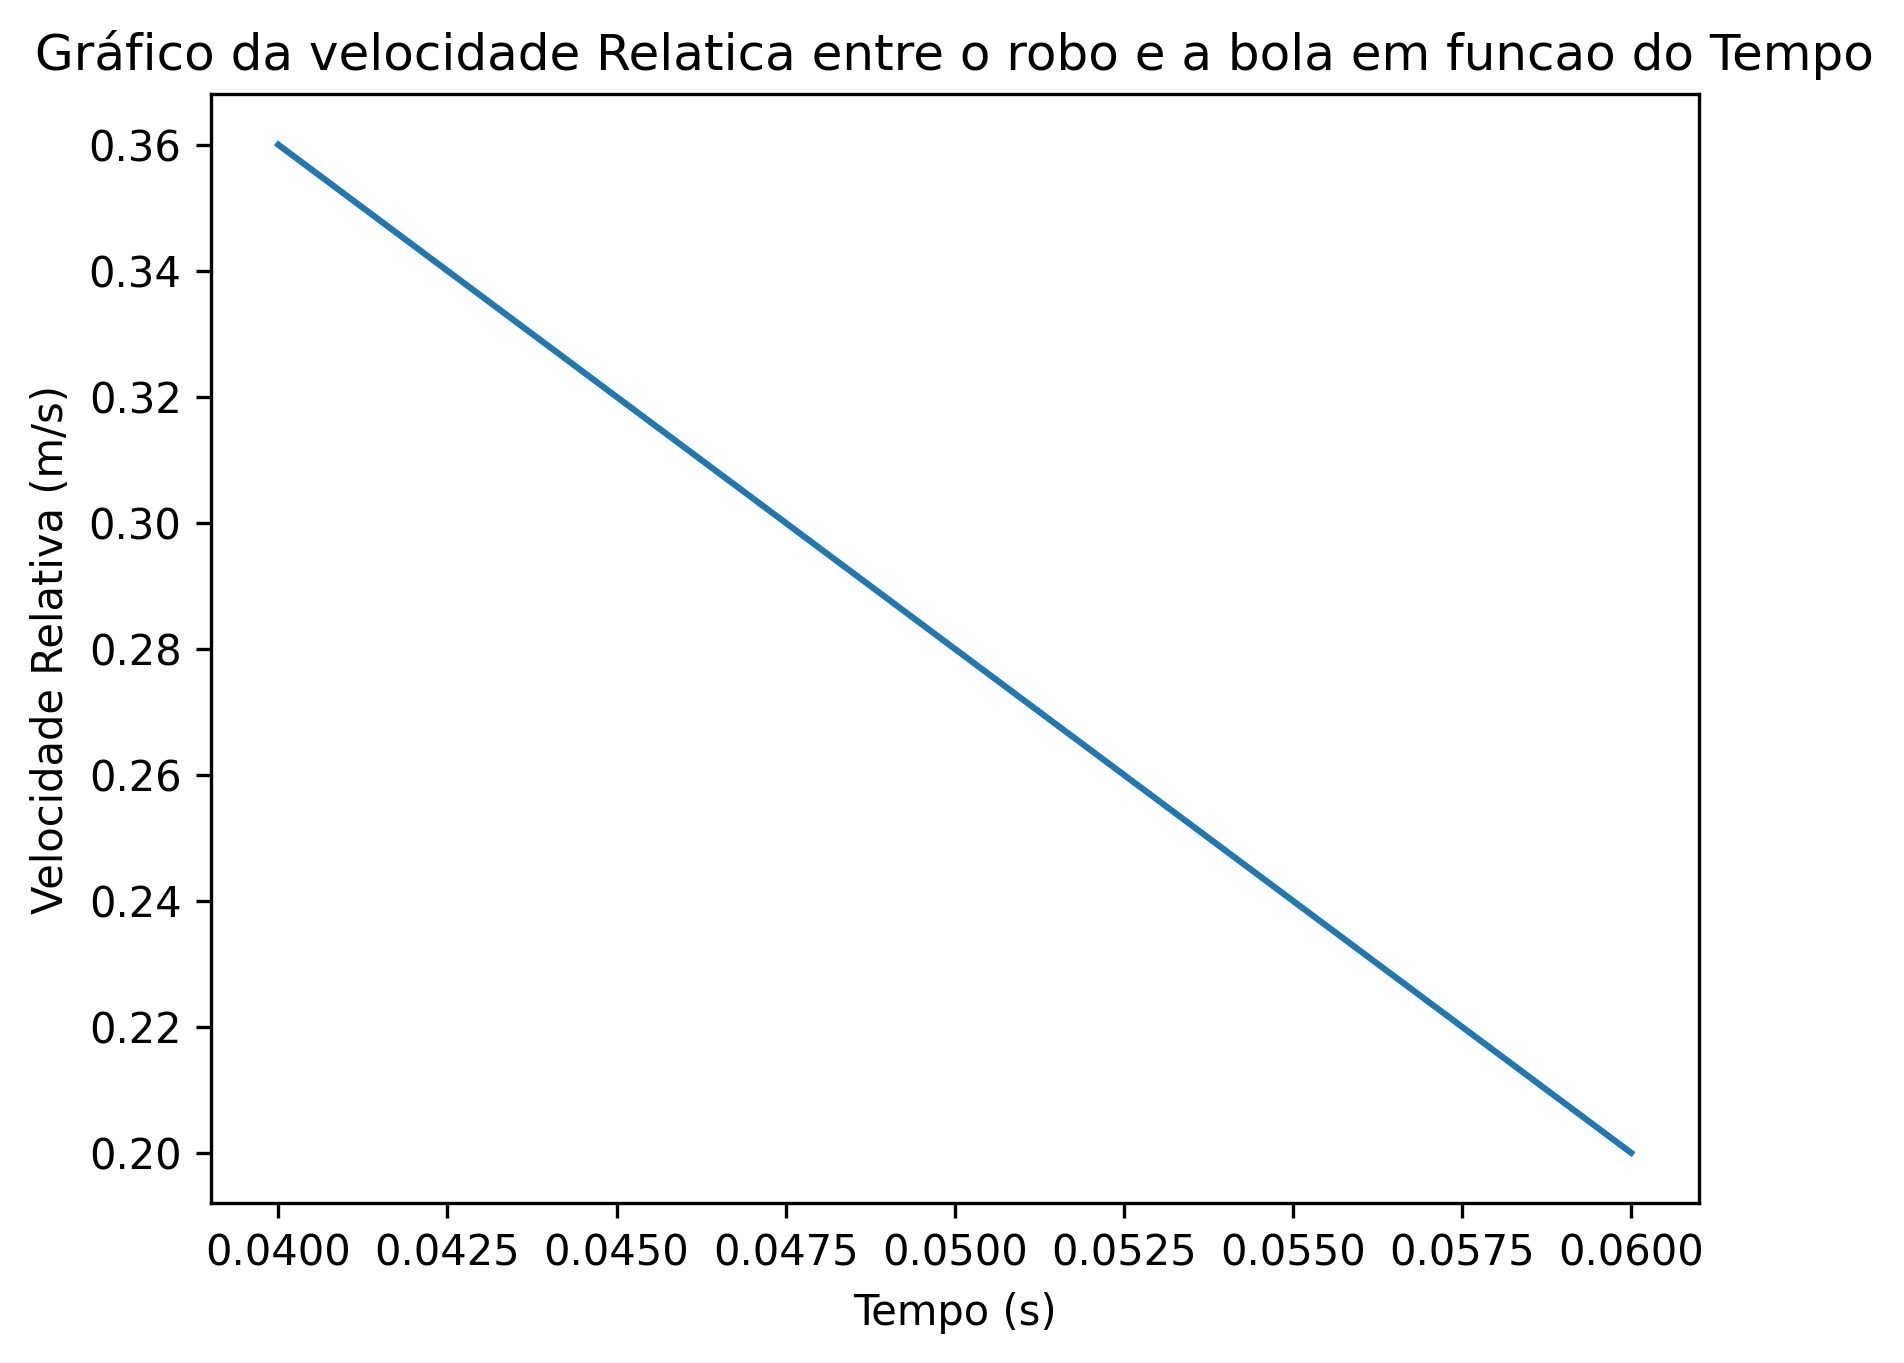 Gráfico da velocidade Relatica entre o robo e a bola em funcao do Tempo
0.36
0.34
0.32
0.30
0.28
0.26
0.24
0.22
0.20
Velocidade Relativa (m/s)
0.0400 0.0425 0.0450 0.0475 0.0500 0.0525 0.0550 0.0575 0.0600
Tempo (s)